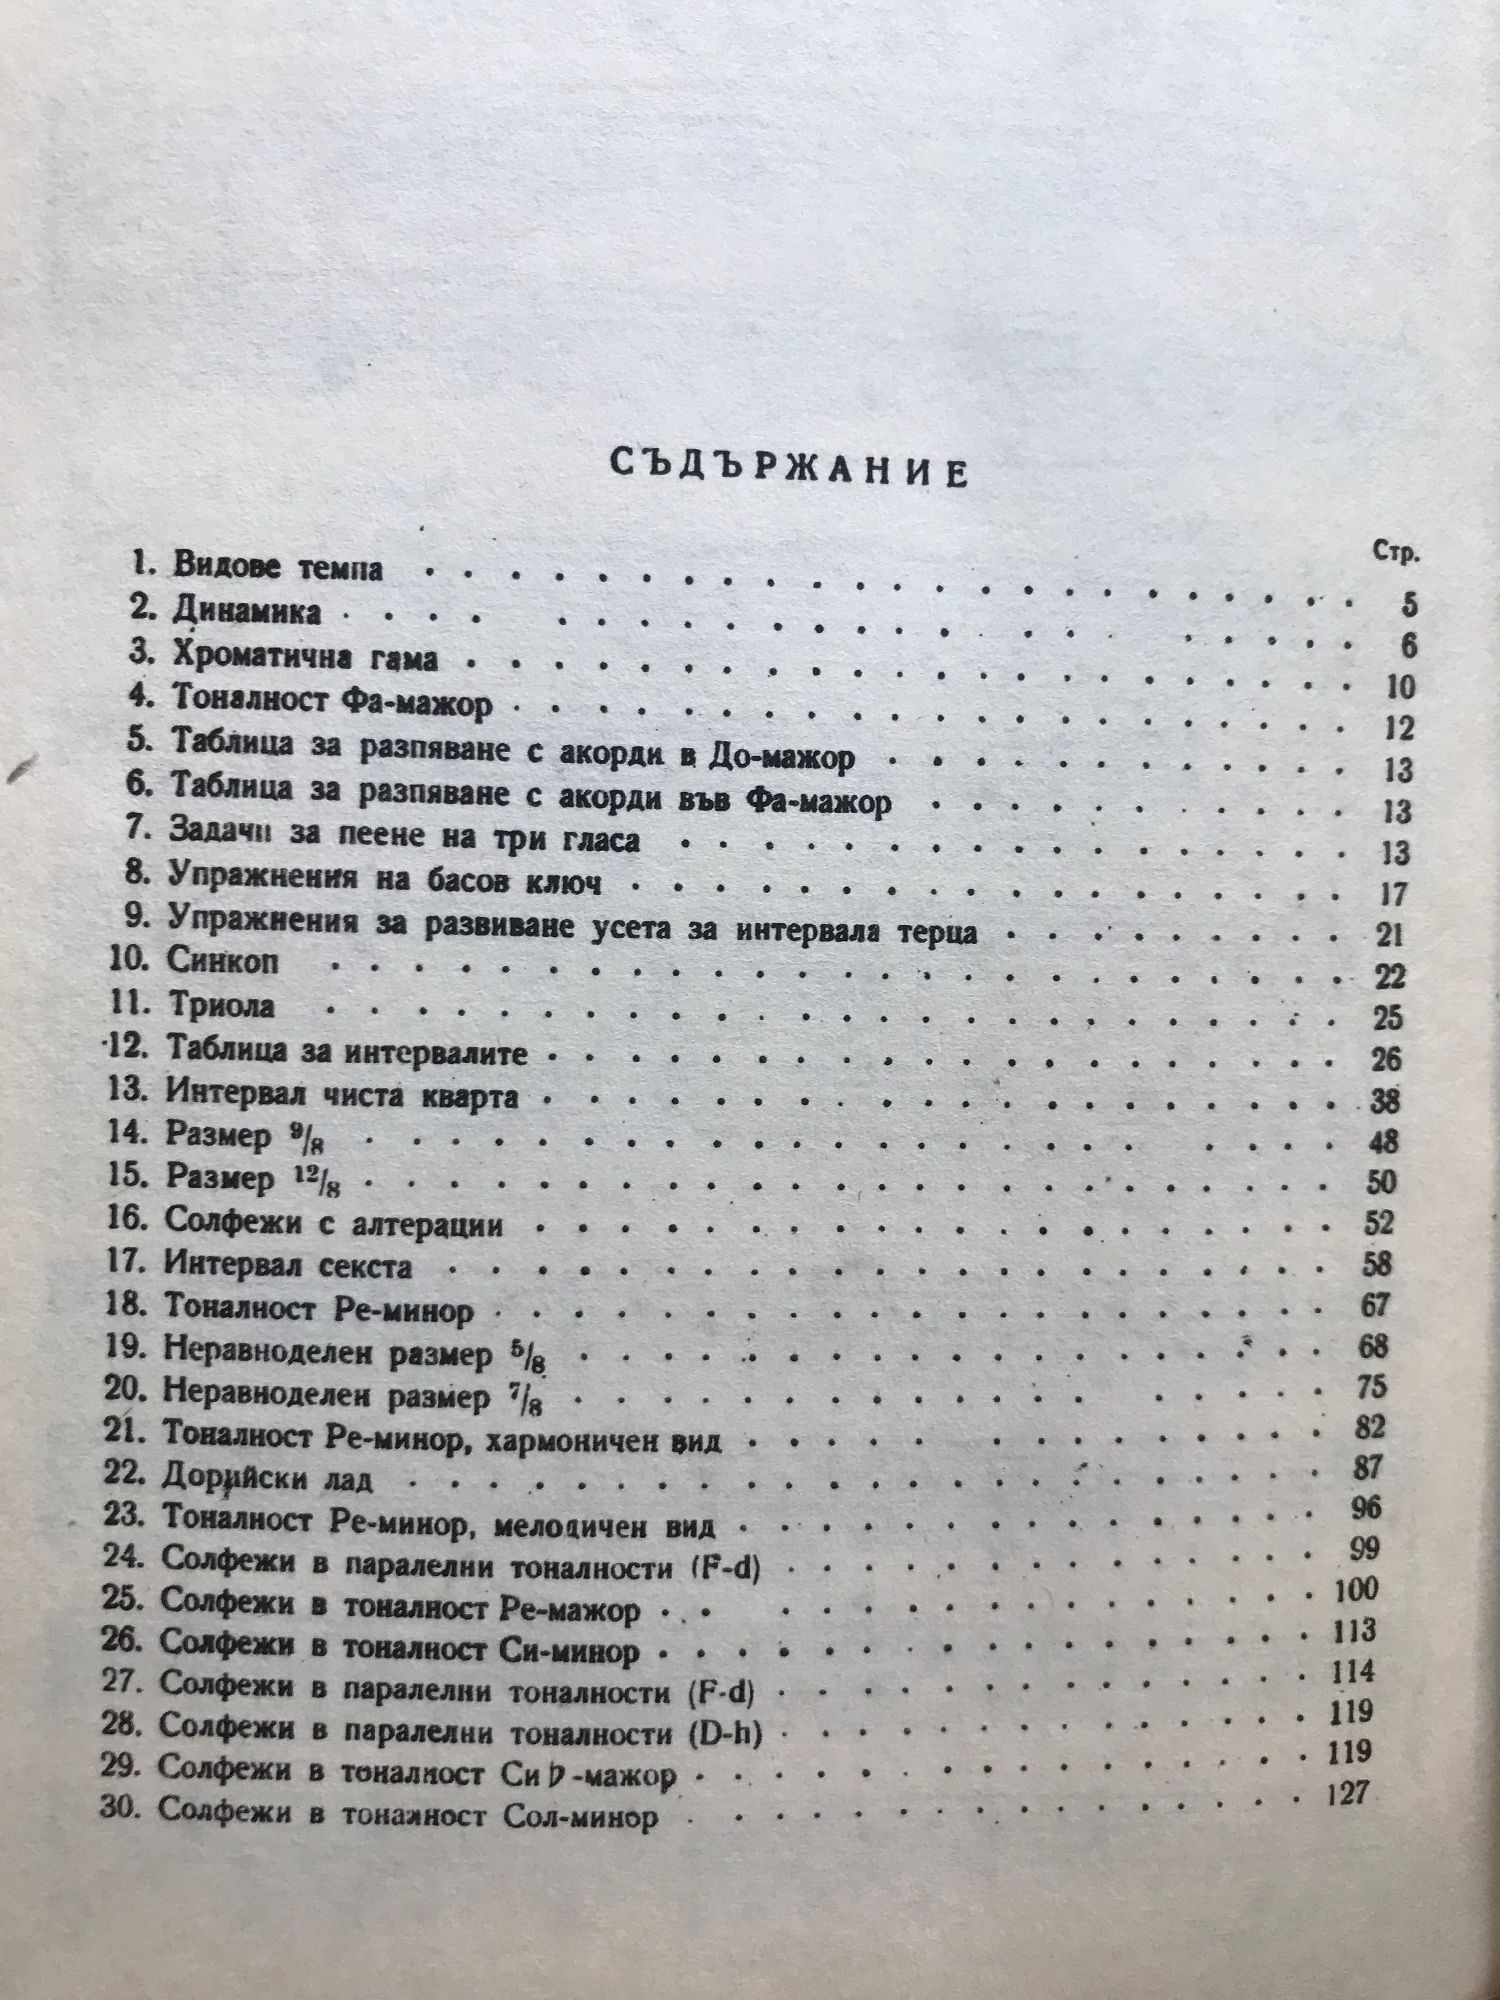 СЪДЪРЖАНИЕ
Стр.
1. Видове темпа . . . . . . . . . . . . . . . . . . . . . . 5
2. Динамика . . . . . . . . . . . . . . . . . . . . . . 6
3. Хроматична гама . . . . . . . . . . . . . . . . . . . . . 10
4. Тоналност Фа-мажор . . . . . . . . . . . . . . . . . . . . 12
5. Таблица за разпяване с акорди в До-мажор . . . . . . . . . . . 13
6. Таблица за разпяване с акорди във Фа-мажор . . . . . . . . . . 13
7. Задачи за пеене на три гласа . . . . . . . . . . . . . . . . 13
8. Упражнения на басов ключ . . . . . . . . . . . . . . . . . 17
9. Упражнения за развиване усета за интервала терца . . . . . . . . 21
10. Синкоп . . . . . . . . . . . . . . . . . . . . . . . . 22
11. Триола . . . . . . . . . . . . . . . . . . . . . . . . 25
12. Таблица за интервалите . . . . . . . . . . . . . . . . . . . 26
13. Интервал чиста кварта . . . . . . . . . . . . . . . . . . . 38
14. Размер 9/8 . . . . . . . . . . . . . . . . . . . . . . 48
15. Размер 12/8 . . . . . . . . . . . . . . . . . . . . . . . 50
16. Солфежи с алтерации . . . . . . . . . . . . . . . . . . . 52
17. Интервал секста . . . . . . . . . . . . . . . . . . . . . 58
18. Тоналност Ре-минор . . . . . . . . . . . . . . . . . . . . 67
19. Неравноделен размер 5/8 . . . . . . . . . . . . . . . . . . 68
20. Неравноделен размер 7/8 . . . . . . . . . . . . . . . . . . 75
21. Тоналност Ре-минор, хармоничен вид . . . . . . . . . . . . . 82
22. Дорийски лад . . . . . . . . . . . . . . . . . . . . . . 87
23. Тоналност Ре-минор, мелодичен вид . . . . . . . . . . . . . . 96
24. Солфежи в паралелни тоналности (F-d) . . . . . . . . . . . . . 99
25. Солфежи в тоналност Ре-мажор . . . . . . . . . . . . . . . . 100
26. Солфежи в тоналност Си-минор . . . . . . . . . . . . . . . . 113
27. Солфежи в паралелни тоналности (F-d) . . . . . . . . . . . . . 114
28. Солфежи в паралелни тоналности (D-h) . . . . . . . . . . . . . 119
29. Солфежи в тоналност Си♭-мажор . . . . . . . . . . . . . . . 119
30. Солфежи в тоналност Сол-минор . . . . . . . . . . . . . . . 127